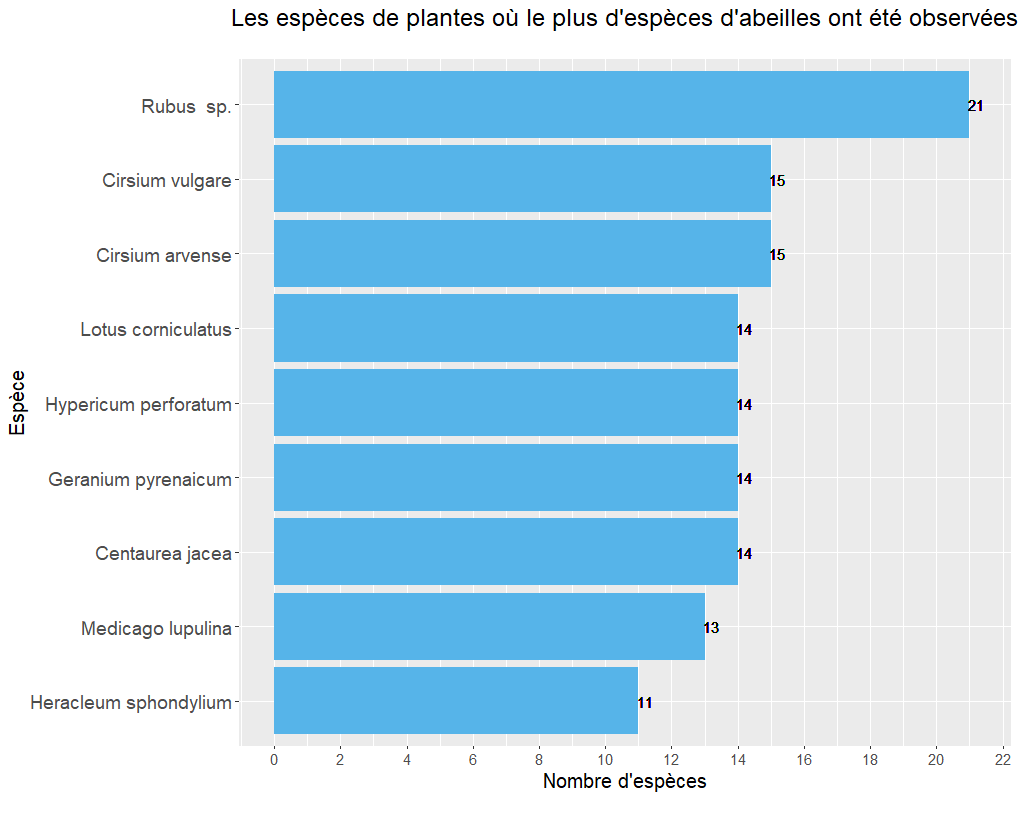 Les espèces de plantes où le plus d'espèces d'abeilles ont été observées
Rubus  sp.
21
Cirsium vulgare
15
Cirsium arvense
15
Lotus corniculatus
14
Hypericum perforatum
14
Geranium pyrenaicum
14
Centaurea jacea
14
Medicago lupulina
13
Heracleum sphondylium
11
Espèce
0 2 4 6 8 10 12 14 16 18 20 22
Nombre d'espèces